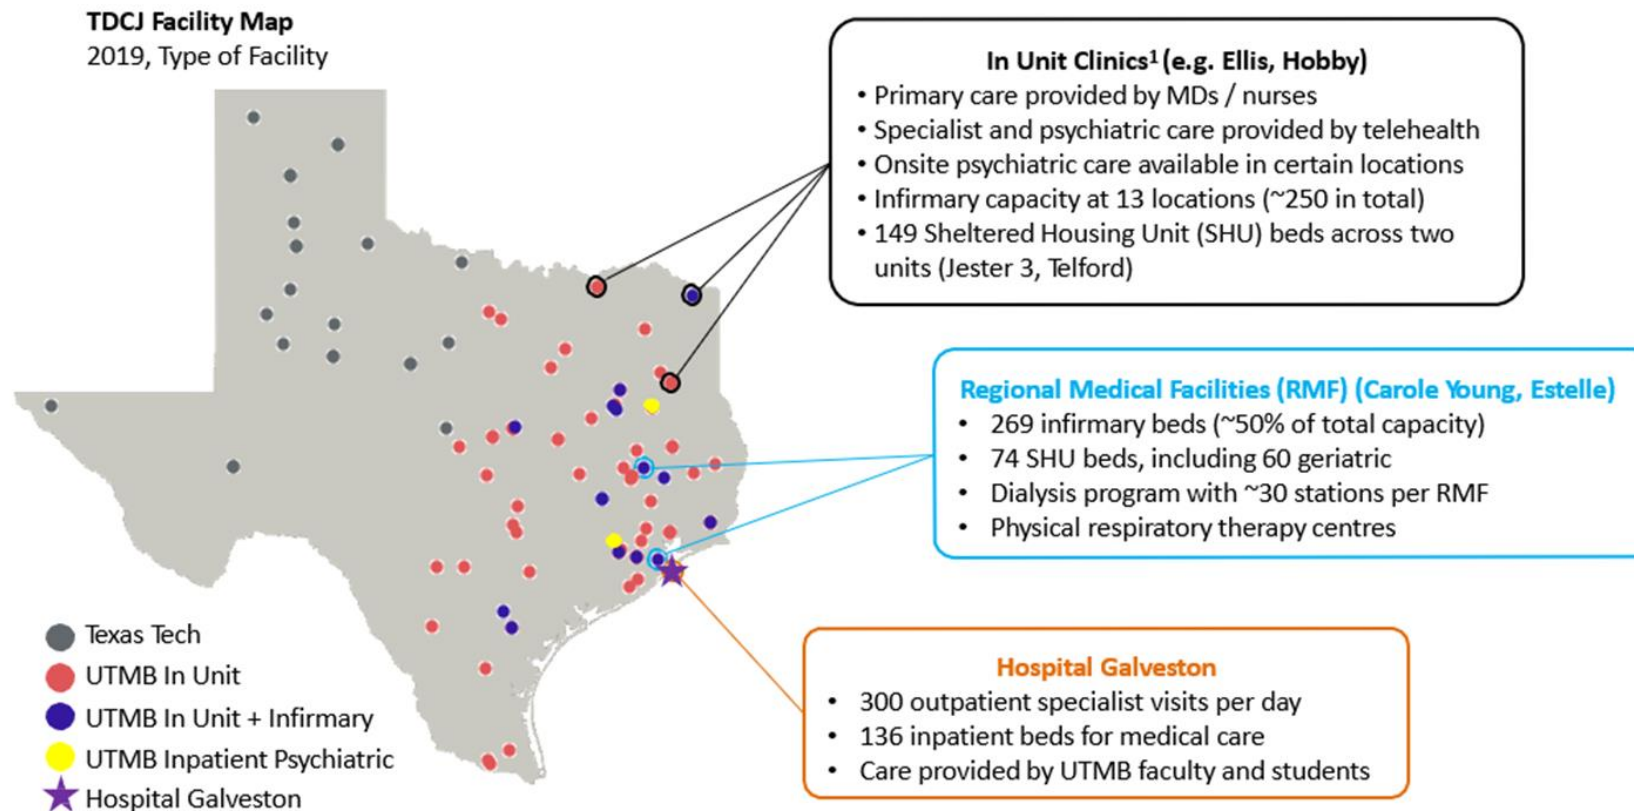 TDCJ Facility Map
2019, Type of Facility
In Unit Clinics¹ (e.g. Ellis, Hobby)
• Primary care provided by MDs / nurses
• Specialist and psychiatric care provided by telehealth
• Onsite psychiatric care available in certain locations
• Infirmary capacity at 13 locations (~250 in total)
• 149 Sheltered Housing Unit (SHU) beds across two
units (Jester 3, Telford)
Regional Medical Facilities (RMF) (Carole Young, Estelle)
• 269 infirmary beds (~50% of total capacity)
• 74 SHU beds, including 60 geriatric
• Dialysis program with ~30 stations per RMF
• Physical respiratory therapy centres
Hospital Galveston
• 300 outpatient specialist visits per day
• 136 inpatient beds for medical care
• Care provided by UTMB faculty and students
Texas Tech
UTMB In Unit
UTMB In Unit + Infirmary
UTMB Inpatient Psychiatric
Hospital Galveston